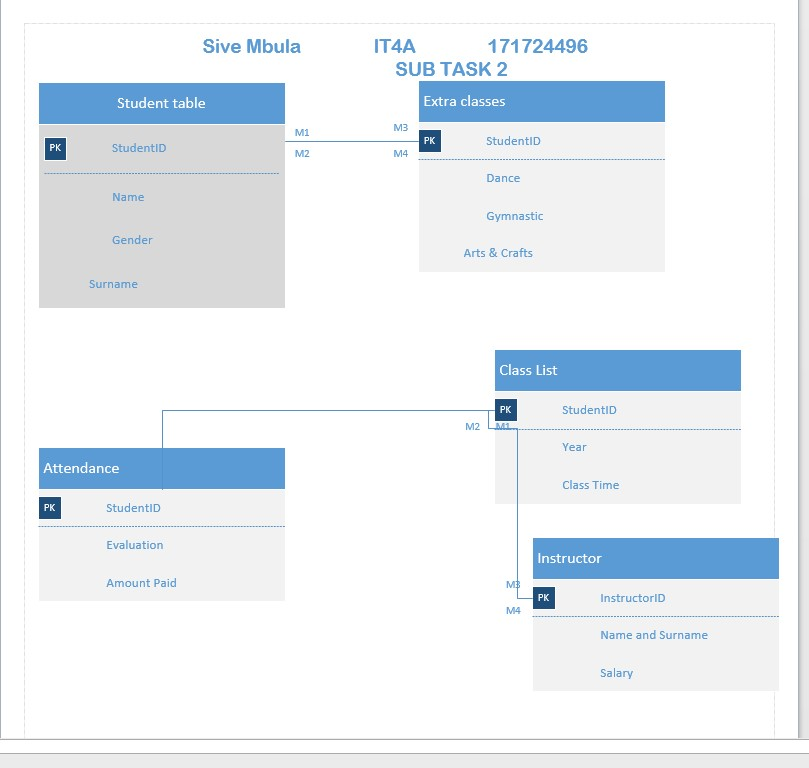 Sive Mbula IT4A 171724496
SUB TASK 2
Student table
PK StudentID
Name
Gender
Surname
M1
M2
M3
M4
Extra classes
PK StudentID
Dance
Gymnastic
Arts & Crafts
Class List
PK StudentID
Year
Class Time
M2 M1
Attendance
PK StudentID
Evaluation
Amount Paid
M3
M4
Instructor
PK InstructorID
Name and Surname
Salary